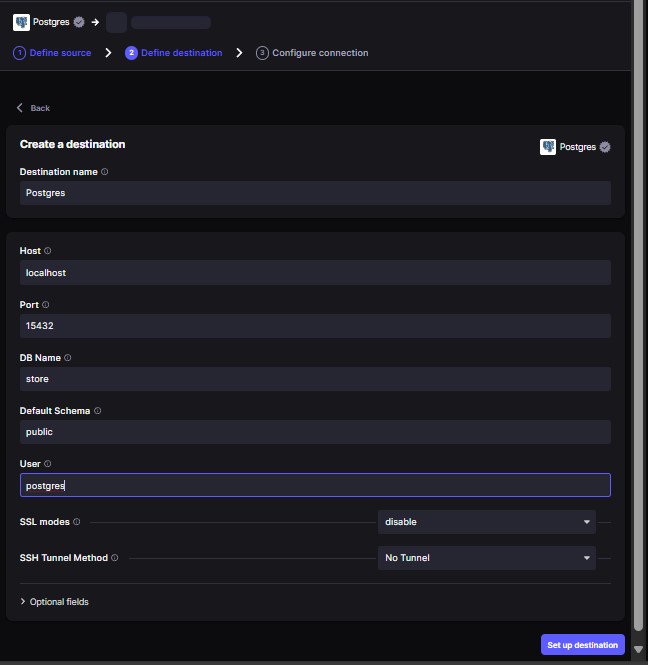 Postgres
1 Define source
2 Define destination
3 Configure connection
Back
Create a destination
Postgres
Destination name
Postgres
Host
localhost
Port
15432
DB Name
store
Default Schema
public
User
postgres
SSL modes
disable
SSH Tunnel Method
No Tunnel
Optional fields
Set up destination